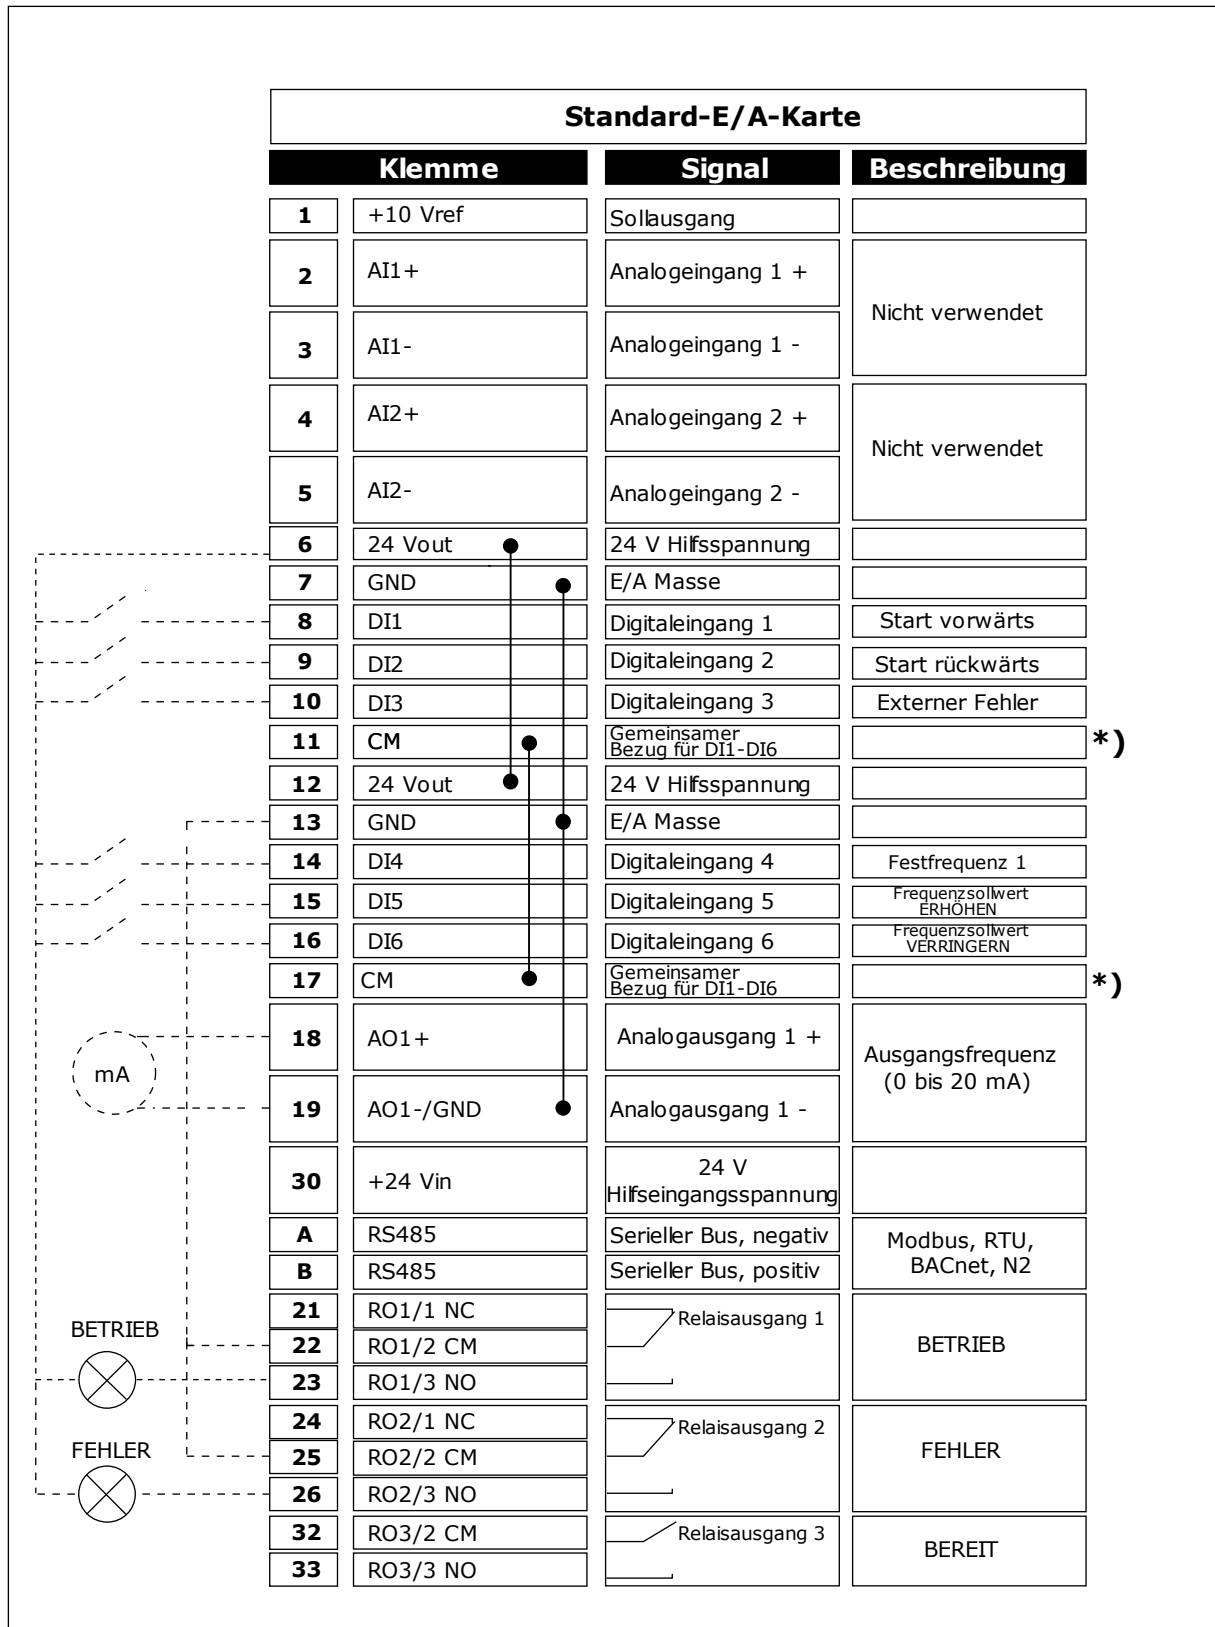 Standard-E/A-Karte
Klemme Signal Beschreibung
1 +10 Vref Sollausgang
2 AI1+ Analogeingang 1 +
Nicht verwendet
3 AI1- Analogeingang 1 -
4 AI2+ Analogeingang 2 +
Nicht verwendet
5 AI2- Analogeingang 2 -
6 24 Vout 24 V Hilfsspannung
7 GND E/A Masse
8 DI1 Digitaleingang 1 Start vorwärts
9 DI2 Digitaleingang 2 Start rückwärts
10 DI3 Digitaleingang 3 Externer Fehler
11 CM Gemeinsamer
Bezug für DI1-DI6 *)
12 24 Vout 24 V Hilfsspannung
13 GND E/A Masse
14 DI4 Digitaleingang 4 Festfrequenz 1
15 DI5 Digitaleingang 5 Frequenzsollwert
ERHÖHEN
16 DI6 Digitaleingang 6 Frequenzsollwert
VERRINGERN
17 CM Gemeinsamer
Bezug für DI1-DI6 *)
18 AO1+ Analogausgang 1 +
mA
Ausgangsfrequenz
(0 bis 20 mA)
19 AO1-/GND Analogausgang 1 -
30 +24 Vin 24 V
Hilfseingangsspannung
A RS485 Serieller Bus, negativ
Modbus, RTU,
BACnet, N2
B RS485 Serieller Bus, positiv
21 RO1/1 NC Relaisausgang 1
BETRIEB
22 RO1/2 CM BETRIEB
23 RO1/3 NO
24 RO2/1 NC Relaisausgang 2
FEHLER
25 RO2/2 CM FEHLER
26 RO2/3 NO
32 RO3/2 CM Relaisausgang 3
BEREIT
33 RO3/3 NO